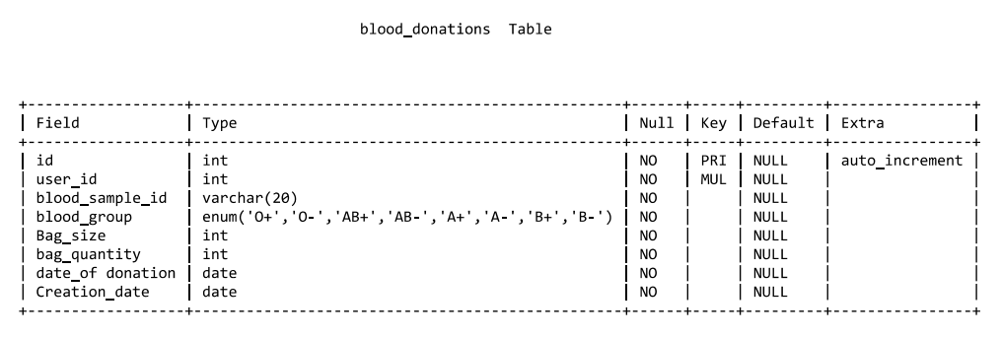 blood_donations  Table
+------------------+------------------------------------------------+------+-----+---------+----------------+
| Field            | Type                                           | Null | Key | Default | Extra          |
+------------------+------------------------------------------------+------+-----+---------+----------------+
| id               | int                                            | NO   | PRI | NULL    | auto_increment |
| user_id          | int                                            | NO   | MUL | NULL    |                |
| blood_sample_id  | varchar(20)                                    | NO   |     | NULL    |                |
| blood_group      | enum('O+','O-','AB+','AB-','A+','A-','B+','B-') | NO   |     | NULL    |                |
| Bag_size         | int                                            | NO   |     | NULL    |                |
| bag_quantity     | int                                            | NO   |     | NULL    |                |
| date_of donation | date                                           | NO   |     | NULL    |                |
| Creation_date    | date                                           | NO   |     | NULL    |                |
+------------------+------------------------------------------------+------+-----+---------+----------------+